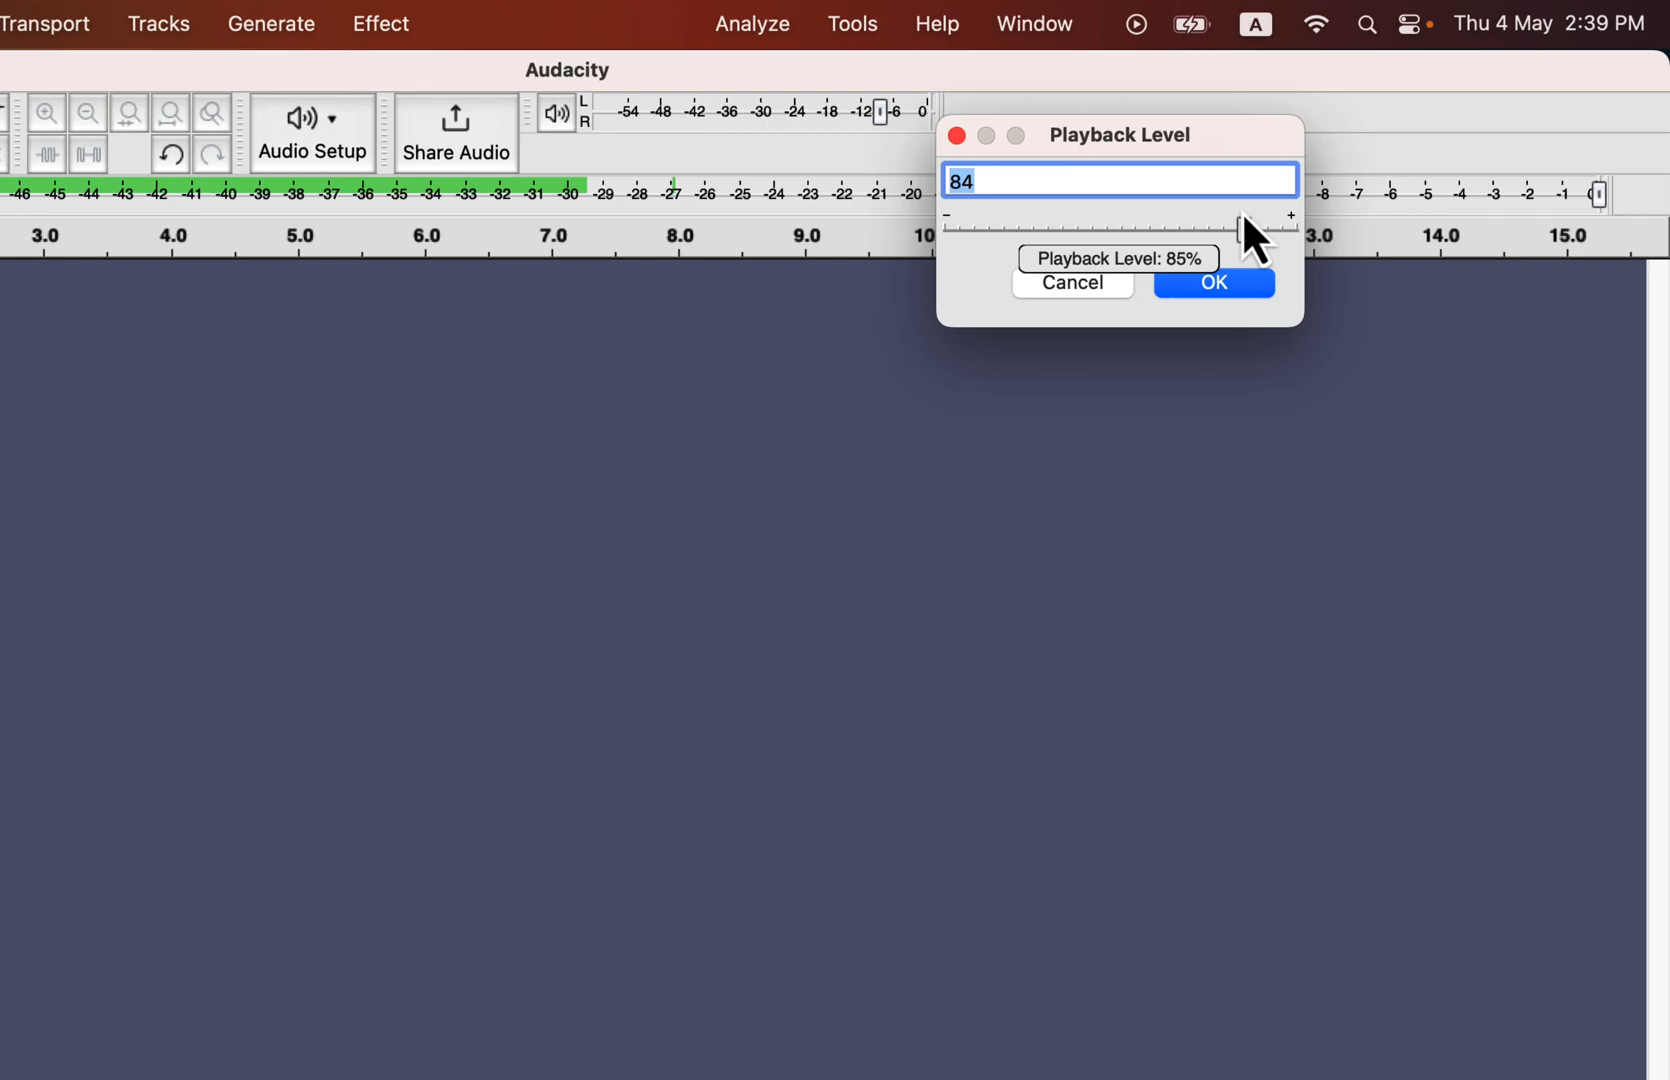 Transport Tracks Generate Effect Analyze Tools Help Window A Thu 4 May 2:39 PM
Audacity
L
R
-54 -48 -42 -36 -30 -24 -18 -12 -6 0
Audio Setup
Share Audio
Playback Level
84
-46 -45 -44 -43 -42 -41 -40 -39 -38 -37 -36 -35 -34 -33 -32 -31 -30 -29 -28 -27 -26 -25 -24 -23 -22 -21 -20 -8 -7 -6 -5 -4 -3 -2 -1 0
- +
3.0 4.0 5.0 6.0 7.0 8.0 9.0 10 3.0 14.0 15.0
Playback Level: 85%
Cancel OK